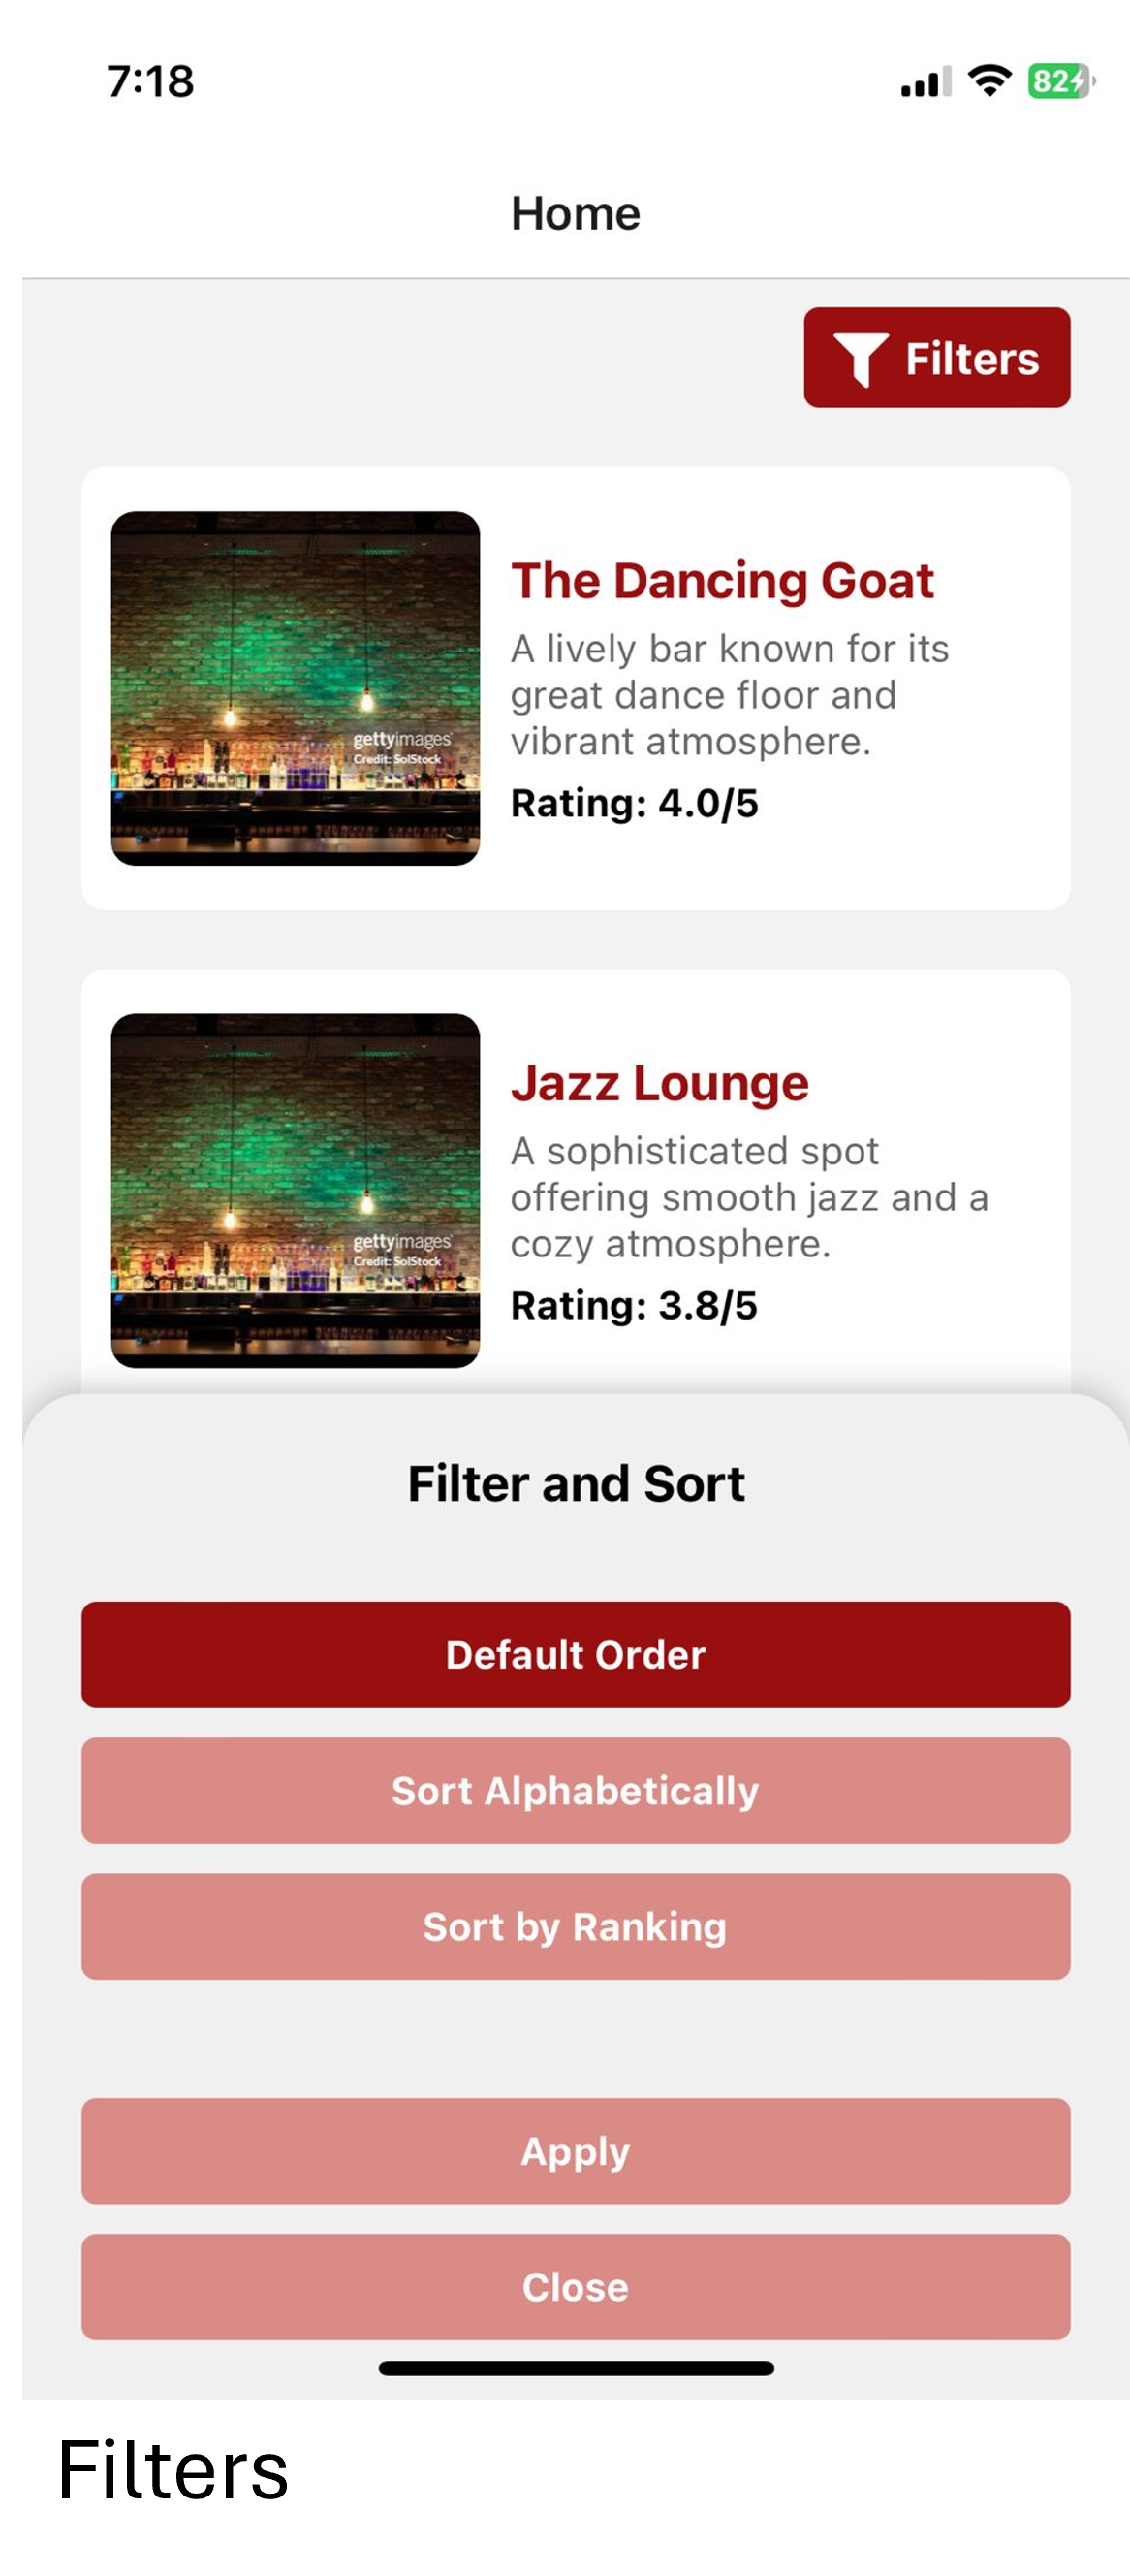 7:18
82
Home
Filters
The Dancing Goat
A lively bar known for its
great dance floor and
vibrant atmosphere.
Rating: 4.0/5
gettyimages
Credit: SolStock
Jazz Lounge
A sophisticated spot
offering smooth jazz and a
cozy atmosphere.
Rating: 3.8/5
gettyimages
Credit: SolStock
Filter and Sort
Default Order
Sort Alphabetically
Sort by Ranking
Apply
Close
Filters